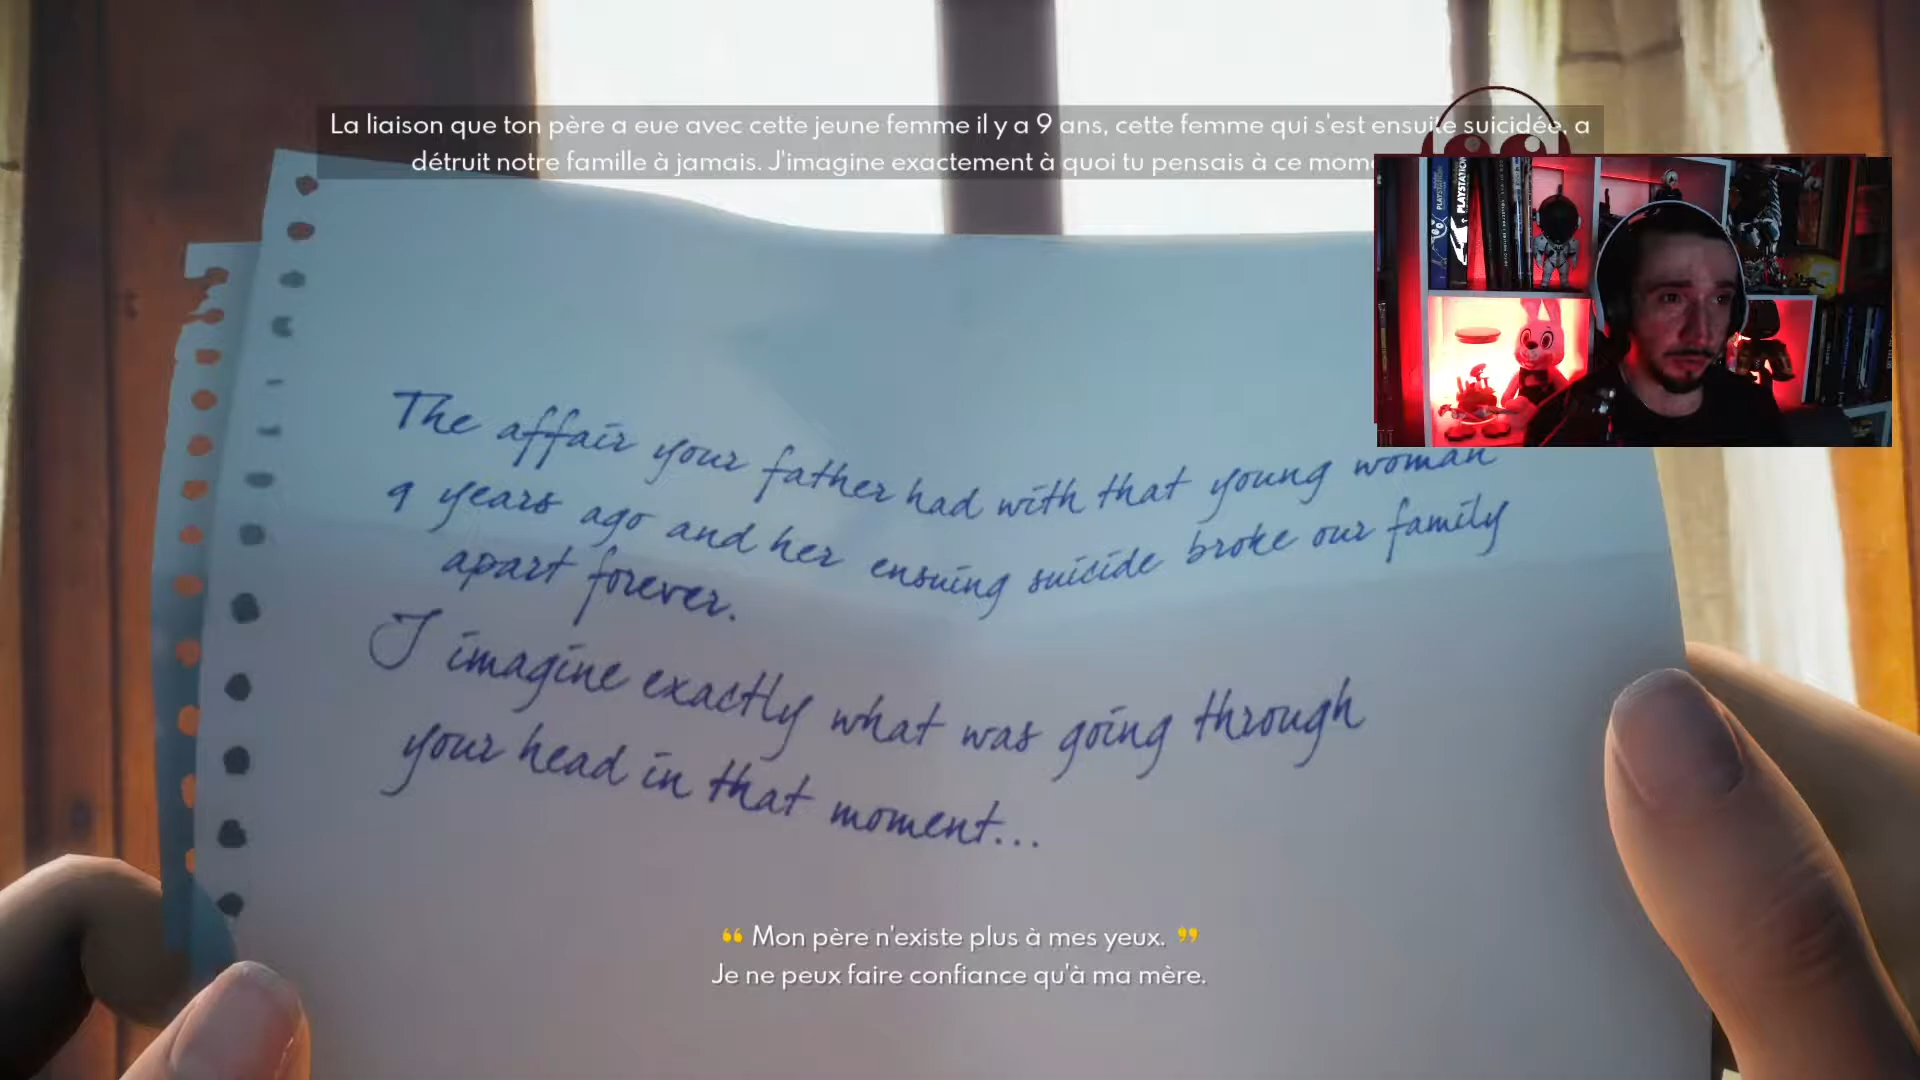 La liaison que ton père a eue avec cette jeune femme il y a 9 ans, cette femme qui s'est ensuite suicidée, a
détruit notre famille à jamais. J'imagine exactement à quoi tu pensais à ce
PLAYSTATION
The affair your father had with that young woman
9 years ago and her ensuing suicide broke our family
apart forever.
I imagine exactly what was going through
your head in that moment...
❝ Mon père n'existe plus à mes yeux. ❞
Je ne peux faire confiance qu'à ma mère.